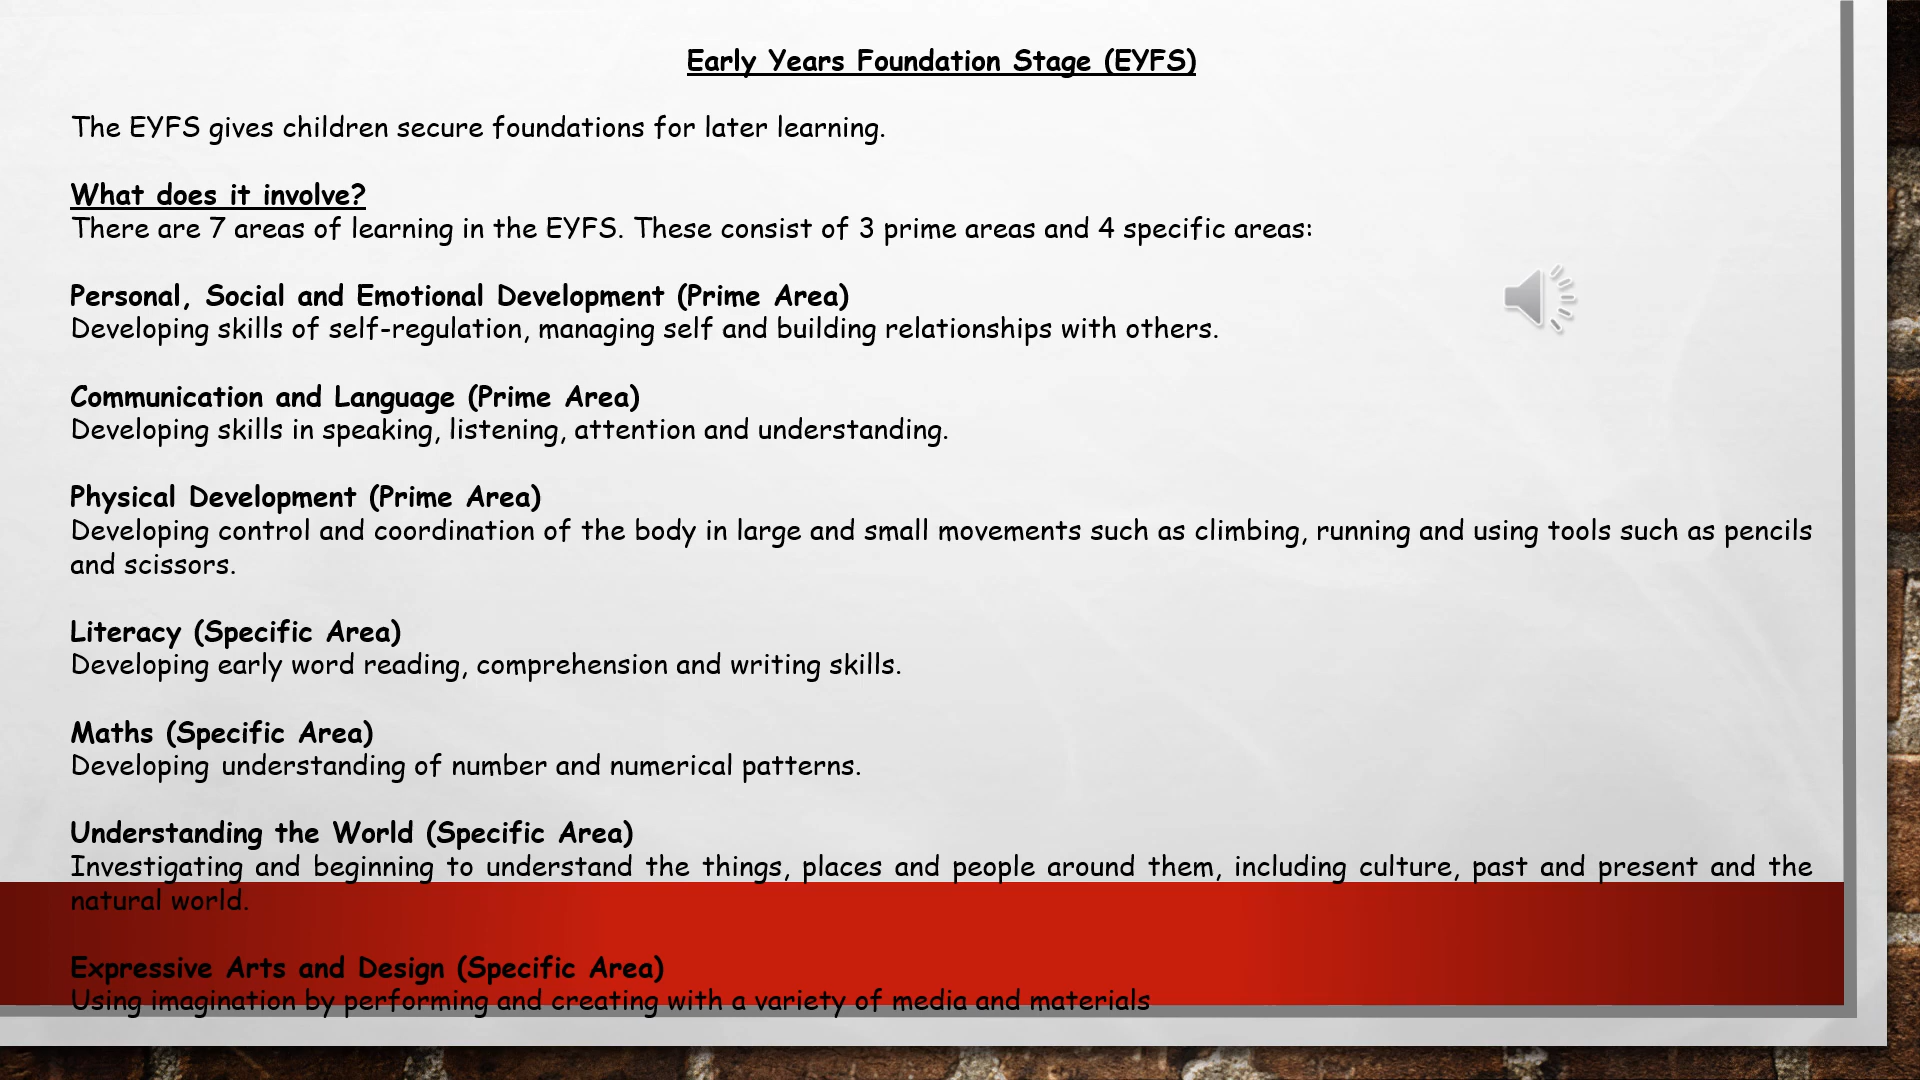 Early Years Foundation Stage (EYFS)
The EYFS gives children secure foundations for later learning.
What does it involve?
There are 7 areas of learning in the EYFS. These consist of 3 prime areas and 4 specific areas:
Personal, Social and Emotional Development (Prime Area)
Developing skills of self-regulation, managing self and building relationships with others.
Communication and Language (Prime Area)
Developing skills in speaking, listening, attention and understanding.
Physical Development (Prime Area)
Developing control and coordination of the body in large and small movements such as climbing, running and using tools such as pencils
and scissors.
Literacy (Specific Area)
Developing early word reading, comprehension and writing skills.
Maths (Specific Area)
Developing understanding of number and numerical patterns.
Understanding the World (Specific Area)
Investigating and beginning to understand the things, places and people around them, including culture, past and present and the
natural world.
Expressive Arts and Design (Specific Area)
Using imagination by performing and creating with a variety of media and materials